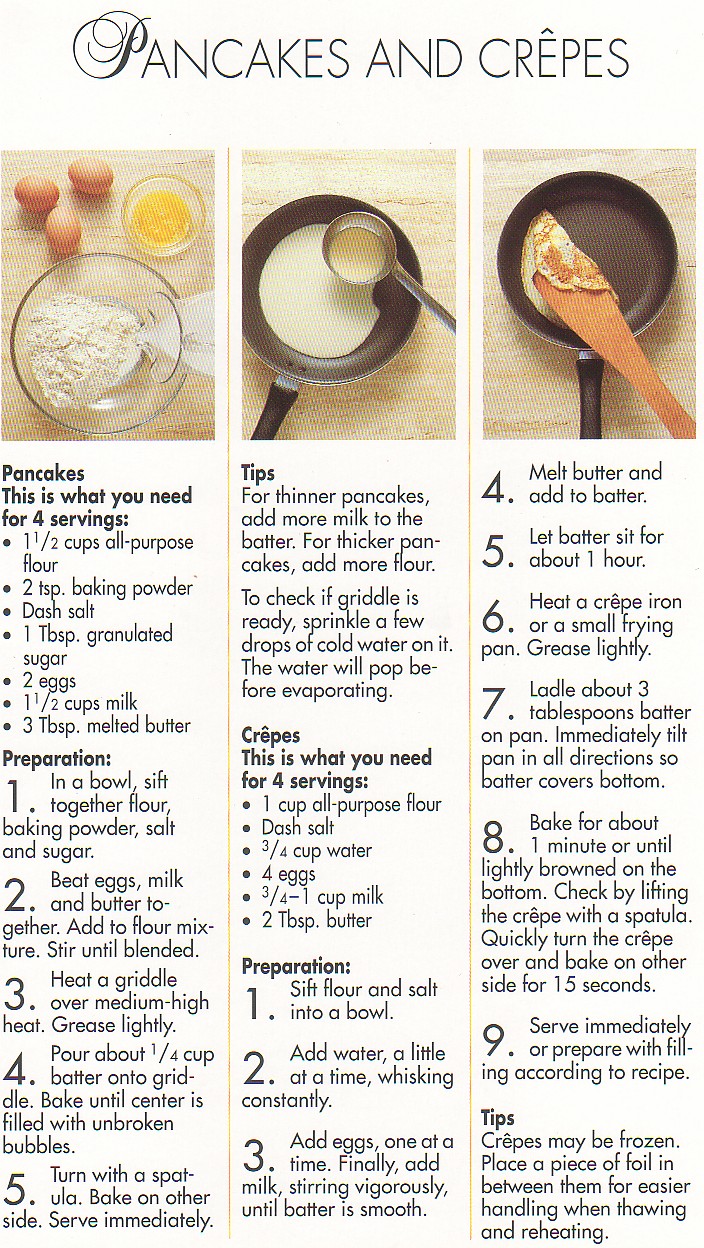 PANCAKES AND CRÊPES
Pancakes
This is what you need
for 4 servings:
• 1 1/2 cups all-purpose
flour
• 2 tsp. baking powder
• Dash salt
• 1 Tbsp. granulated
sugar
• 2 eggs
• 1 1/2 cups milk
• 3 Tbsp. melted butter
Preparation:
1. In a bowl, sift
together flour,
baking powder, salt
and sugar.
2. Beat eggs, milk
and butter to-
gether. Add to flour mix-
ture. Stir until blended.
3. Heat a griddle
over medium-high
heat. Grease lightly.
4. Pour about 1/4 cup
batter onto grid-
dle. Bake until center is
filled with unbroken
bubbles.
5. Turn with a spat-
ula. Bake on other
side. Serve immediately.
Tips
For thinner pancakes,
add more milk to the
batter. For thicker pan-
cakes, add more flour.
To check if griddle is
ready, sprinkle a few
drops of cold water on it.
The water will pop be-
fore evaporating.
Crêpes
This is what you need
for 4 servings:
• 1 cup all-purpose flour
• Dash salt
• 3/4 cup water
• 4 eggs
• 3/4–1 cup milk
• 2 Tbsp. butter
Preparation:
1. Sift flour and salt
into a bowl.
2. Add water, a little
at a time, whisking
constantly.
3. Add eggs, one at a
time. Finally, add
milk, stirring vigorously,
until batter is smooth.
4. Melt butter and
add to batter.
5. Let batter sit for
about 1 hour.
6. Heat a crêpe iron
or a small frying
pan. Grease lightly.
7. Ladle about 3
tablespoons batter
on pan. Immediately tilt
pan in all directions so
batter covers bottom.
8. Bake for about
1 minute or until
lightly browned on the
bottom. Check by lifting
the crêpe with a spatula.
Quickly turn the crêpe
over and bake on other
side for 15 seconds.
9. Serve immediately
or prepare with fill-
ing according to recipe.
Tips
Crêpes may be frozen.
Place a piece of foil in
between them for easier
handling when thawing
and reheating.